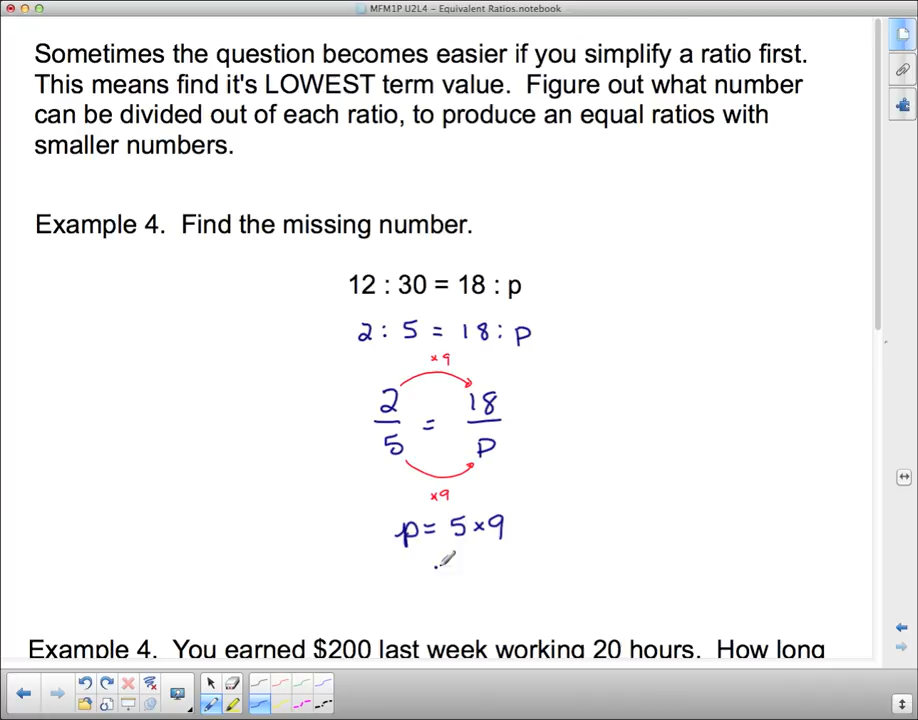 MFM1P U2L4 - Equivalent Ratios.notebook
Sometimes the question becomes easier if you simplify a ratio first.
This means find it's LOWEST term value. Figure out what number
can be divided out of each ratio, to produce an equal ratios with
smaller numbers.
Example 4. Find the missing number.
12 : 30 = 18 : p
2 : 5 = 18 : p
×9
2/5 = 18/p
×9
p = 5×9
Example 4. You earned $200 last week working 20 hours. How long